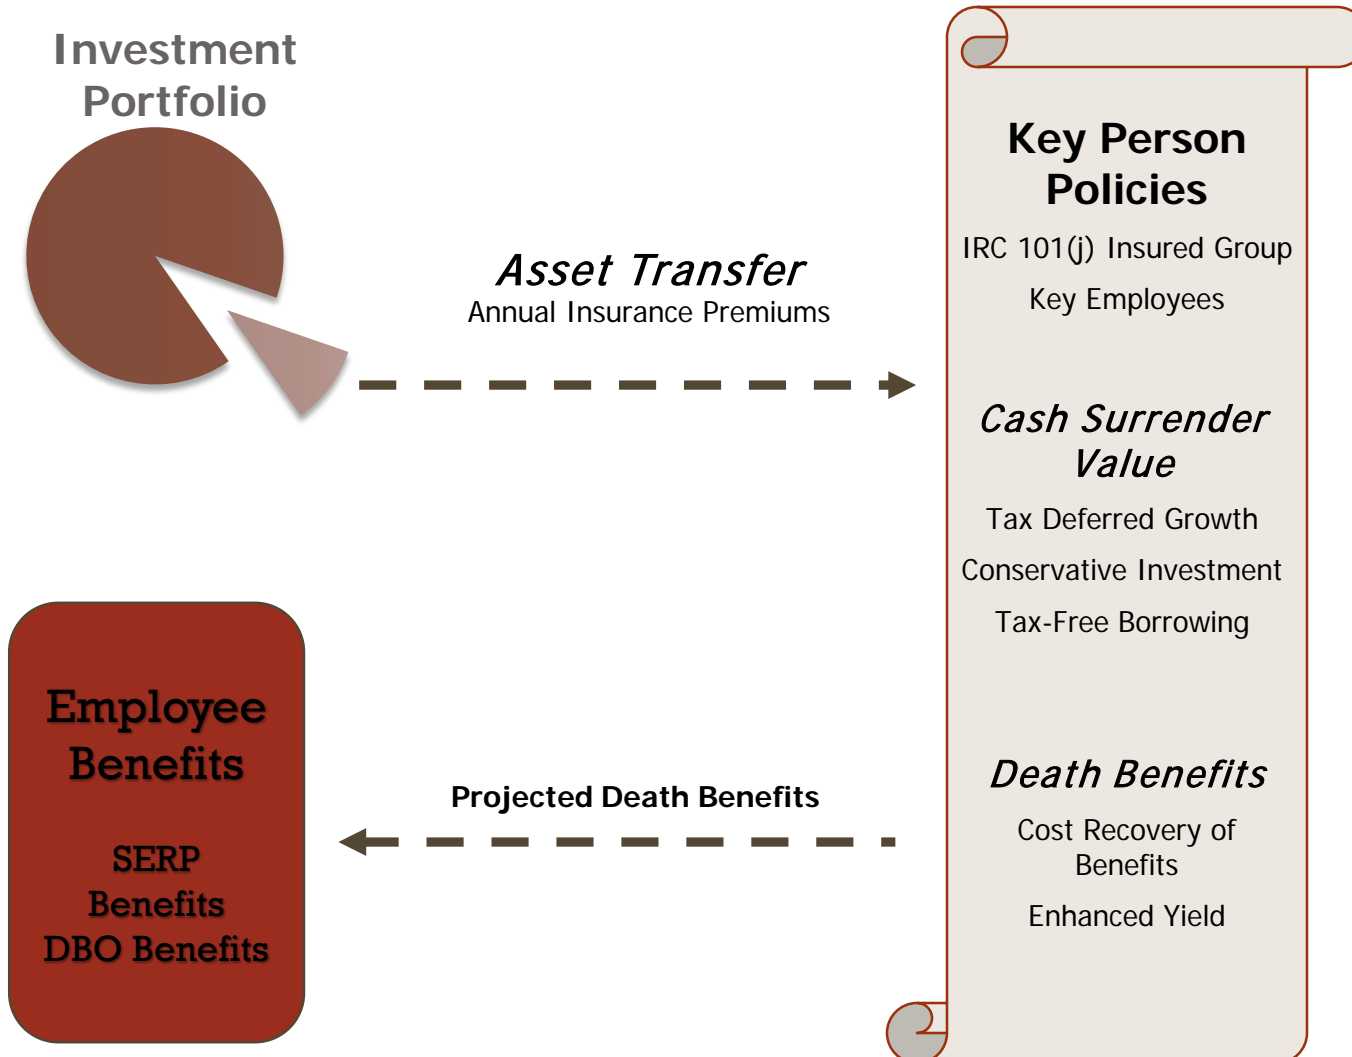 Investment
Portfolio
Asset Transfer
Annual Insurance Premiums
Key Person
Policies
IRC 101(j) Insured Group
Key Employees
Cash Surrender
Value
Tax Deferred Growth
Conservative Investment
Tax-Free Borrowing
Death Benefits
Cost Recovery of
Benefits
Enhanced Yield
Projected Death Benefits
Employee
Benefits
SERP
Benefits
DBO Benefits